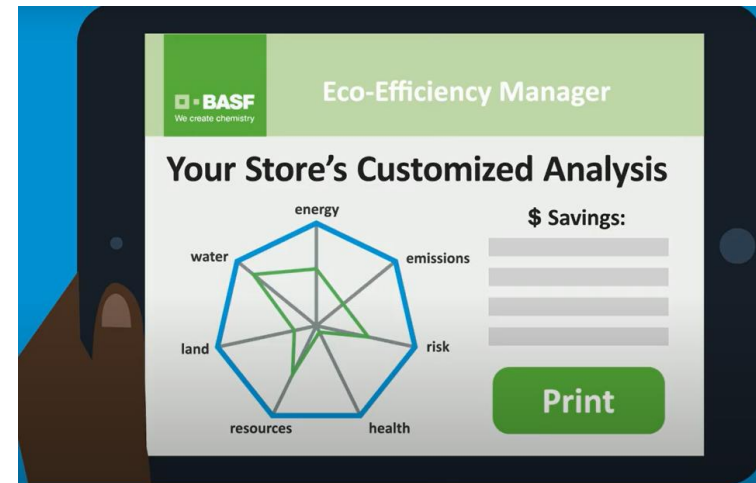 BASF
We create chemistry
Eco-Efficiency Manager
Your Store's Customized Analysis
energy
water
emissions
land
risk
resources
health
$ Savings:
Print